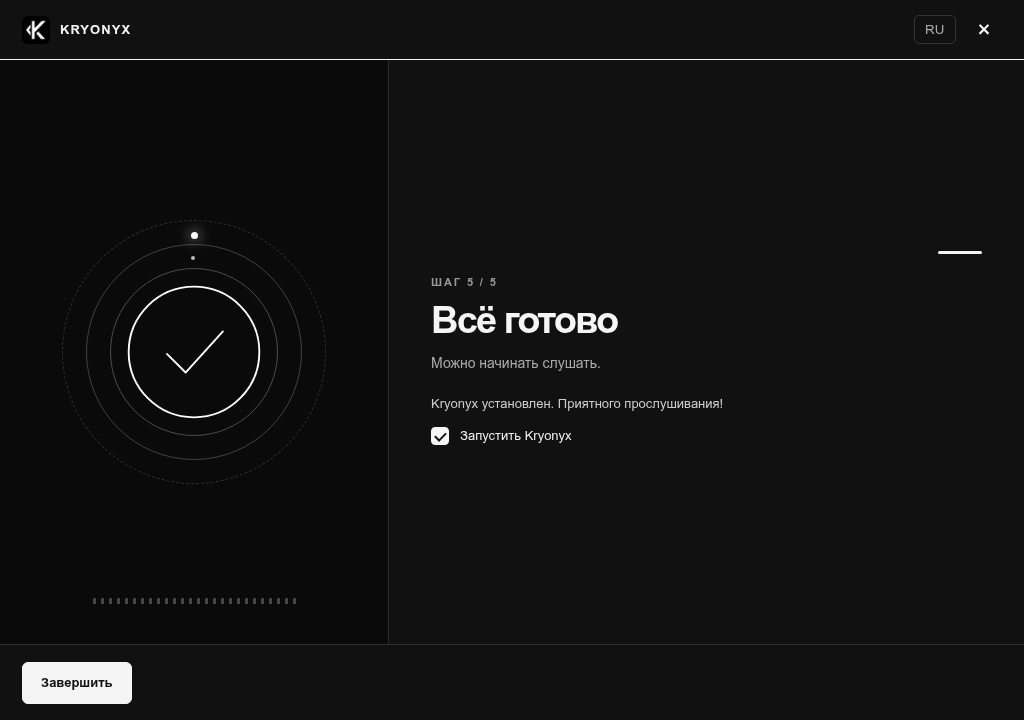 KRYONYX
RU
ШАГ 5 / 5
Всё готово
Можно начинать слушать.
Kryonyx установлен. Приятного прослушивания!
Запустить Kryonyx
Завершить